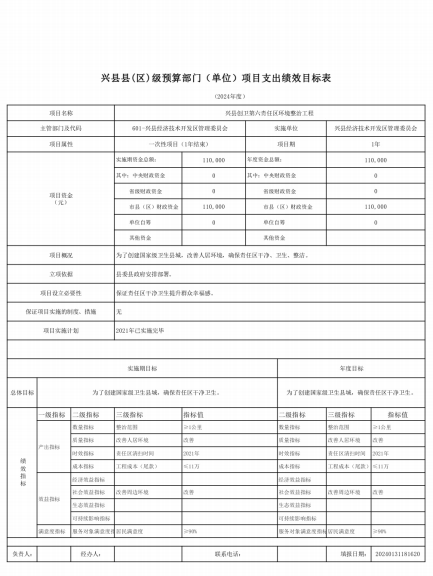 兴县县(区)级预算部门（单位）项目支出绩效目标表
（2024年度）
项目名称 兴县创卫第六责任区环境整治工程
主管部门及代码 601-兴县经济技术开发区管理委员会 实施单位 兴县经济技术开发区管理委员会
项目属性 一次性项目（1年结束） 项目期 1年
项目资金（元） 实施期资金总额: 110,000 年度资金总额: 110,000
其中：中央财政资金 0 其中：中央财政资金 0
省级财政资金 0 省级财政资金 0
市县（区）财政资金 110,000 市县（区）财政资金 110,000
单位自筹 0 单位自筹 0
其他资金 其他资金
项目概况 为了创建国家级卫生县城，改善人居环境，确保责任区干净、卫生、整洁。
立项依据 县委县政府安排部署。
项目设立必要性 保证责任区干净卫生提升群众幸福感。
保证项目实施的制度、措施 无
项目实施计划 2021年已实施完毕
实施期目标 年度目标
总体目标 为了创建国家级卫生县城，确保责任区干净卫生。 为了创建国家级卫生县城，确保责任区干净卫生。
绩效指标 一级指标 二级指标 三级指标 指标值 二级指标 三级指标 指标值
产出指标 数量指标 整治范围 ≥1公里 数量指标 整治范围 ≥1公里
质量指标 改善人居环境 改善 质量指标 改善人居环境 改善
时效指标 责任区清扫时间 2021年 时效指标 责任区清扫时间 2021年
成本指标 工程成本（尾款） ≤11万 成本指标 工程成本（尾款） ≤11万
效益指标 经济效益指标 经济效益指标
社会效益指标 改善周边环境 改善 社会效益指标 改善周边环境 改善
生态效益指标 生态效益指标
可持续影响指标 可持续影响指标
满意度指标 服务对象满意度指 居民满意度 ≥90% 服务对象满意度指 居民满意度 ≥90%
负责人： 经办人： 联系电话： 填报日期：20240131181620